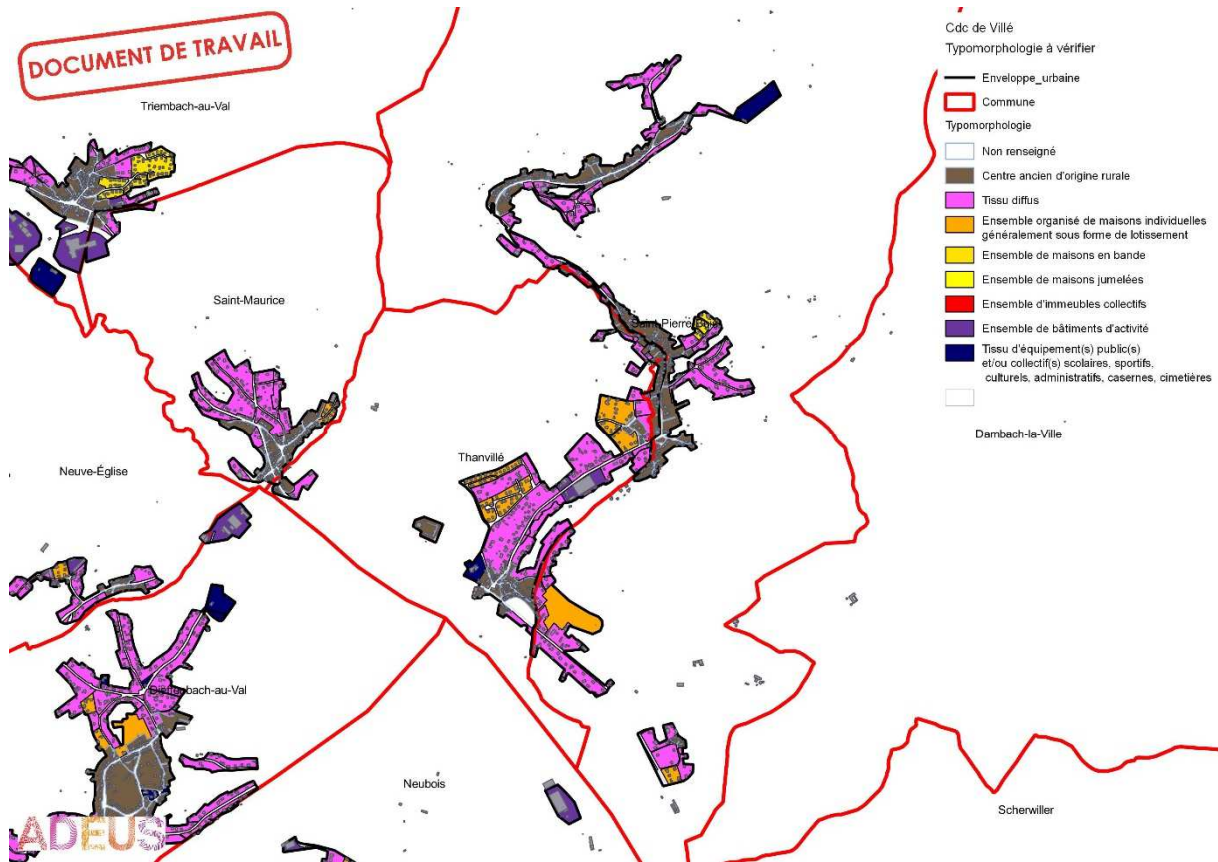 DOCUMENT DE TRAVAIL
Triembach-au-Val
Saint-Maurice
Neuve-Église
Thanvillé
Neubois
Dambach-la-Ville
Scherwiller
Cdc de Villé
Typomorphologie à vérifier
Enveloppe_urbaine
Commune
Typomorphologie
Non renseigné
Centre ancien d'origine rurale
Tissu diffus
Ensemble organisé de maisons individuelles
généralement sous forme de lotissement
Ensemble de maisons en bande
Ensemble de maisons jumelées
Ensemble d'immeubles collectifs
Ensemble de bâtiments d'activité
Tissu d'équipement(s) public(s)
et/ou collectif(s) scolaires, sportifs,
culturels, administratifs, casernes, cimetières
ADEUS